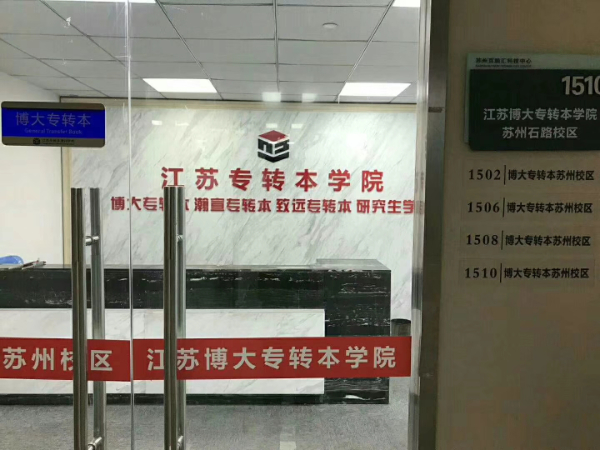 博大专转本
江苏专转本学院
博大专转本 瀚宣专转本 致远专转本 研究生学
苏州校区
江苏博大专转本学院
1510
江苏博大专转本学院
苏州石路校区
1502 博大专转本苏州校区
1506 博大专转本苏州校区
1508 博大专转本苏州校区
1510 博大专转本苏州校区